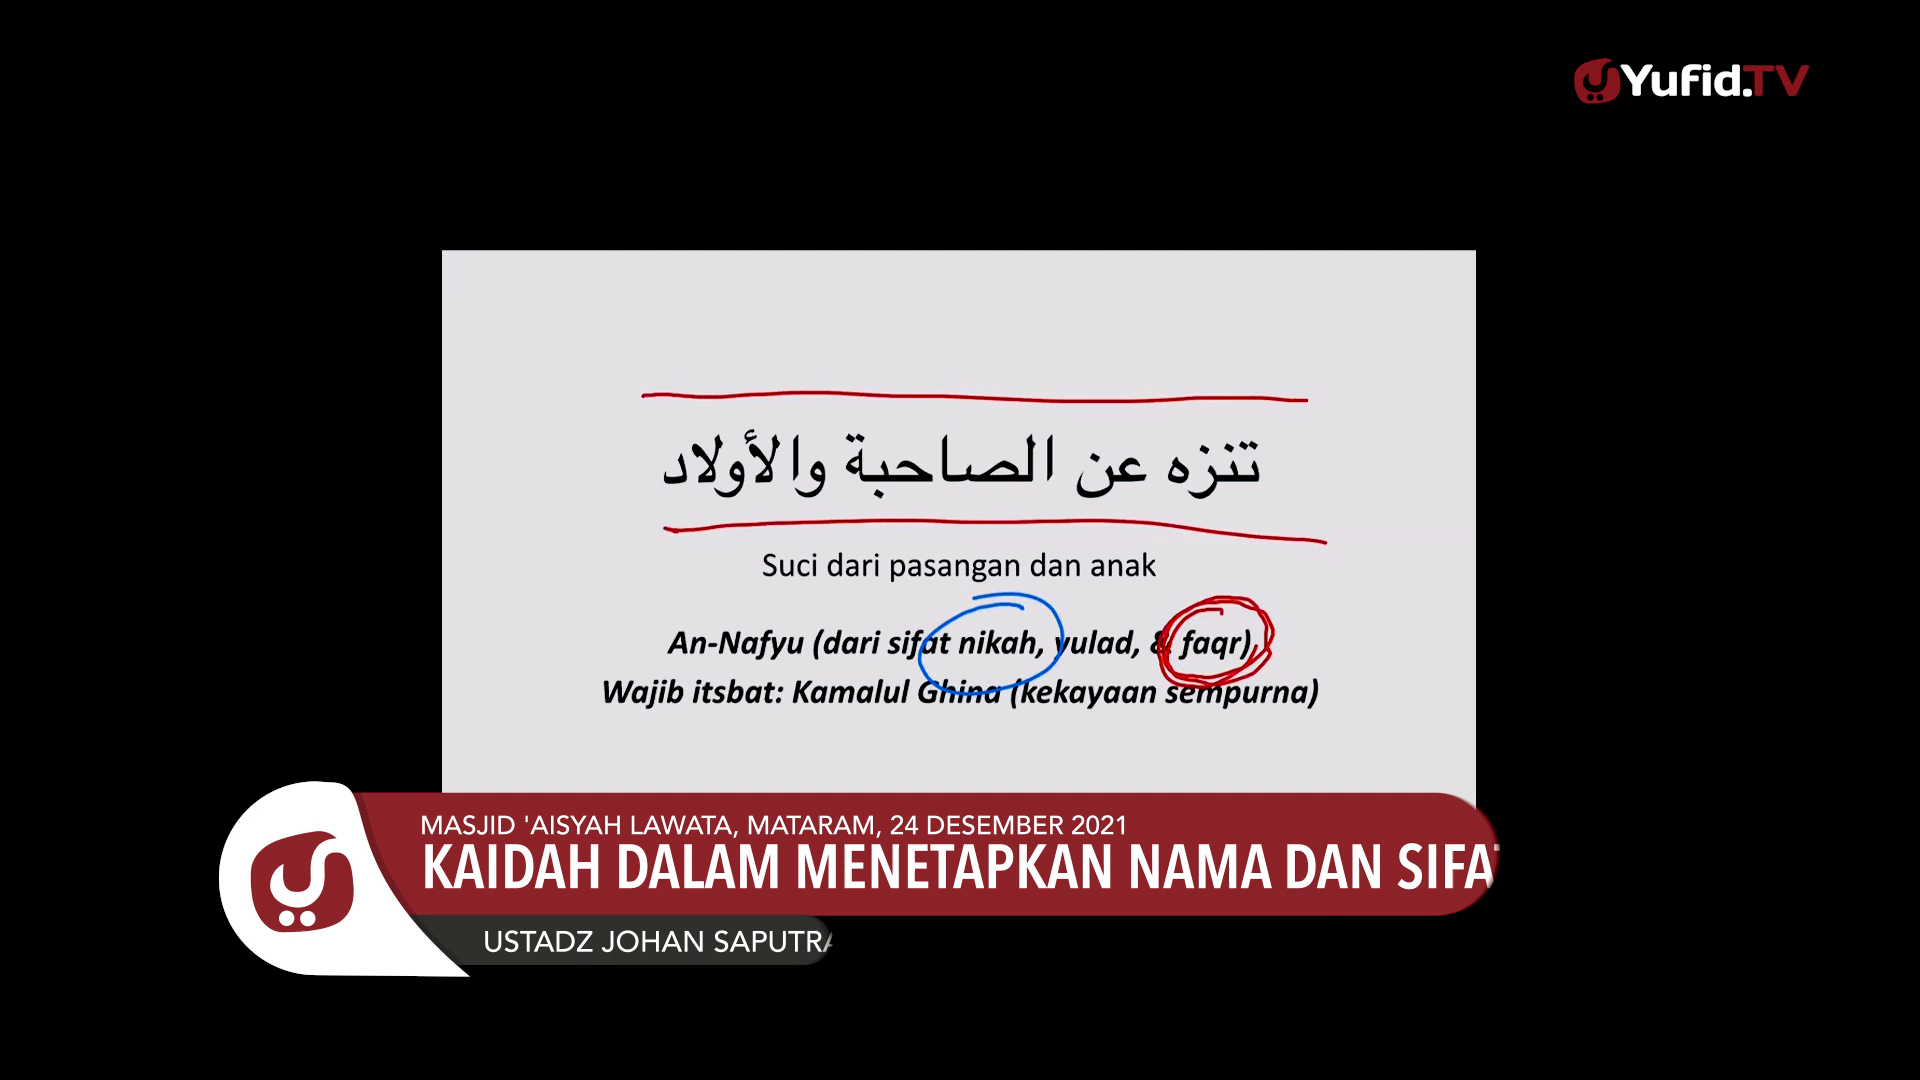 Yufid.TV
تنزه عن الصاحبة والأولاد
Suci dari pasangan dan anak
An-Nafyu (dari sifat nikah, yulad, & faqr)
Wajib itsbat: Kamalul Ghina (kekayaan sempurna)
MASJID 'AISYAH LAWATA, MATARAM, 24 DESEMBER 2021
KAIDAH DALAM MENETAPKAN NAMA DAN SIFAT
USTADZ JOHAN SAPUTRA